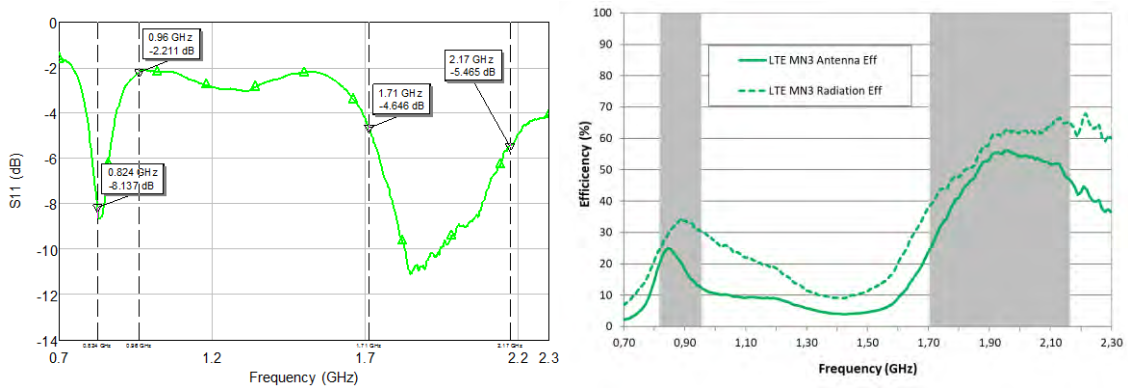 0
-2
-4
-6
-8
-10
-12
-14
S11 (dB)
0.96 GHz
-2.211 dB
2.17 GHz
-5.465 dB
1.71 GHz
-4.646 dB
0.824 GHz
-8.137 dB
0.824 GHz 0.96 GHz 1.71 GHz 2.17 GHz
0.7 1.2 1.7 2.2 2.3
Frequency (GHz)
100
90
80
70
60
50
40
30
20
10
0
Efficicency (%)
LTE MN3 Antenna Eff
LTE MN3 Radiation Eff
0,70 0,90 1,10 1,30 1,50 1,70 1,90 2,10 2,30
Frequency (GHz)